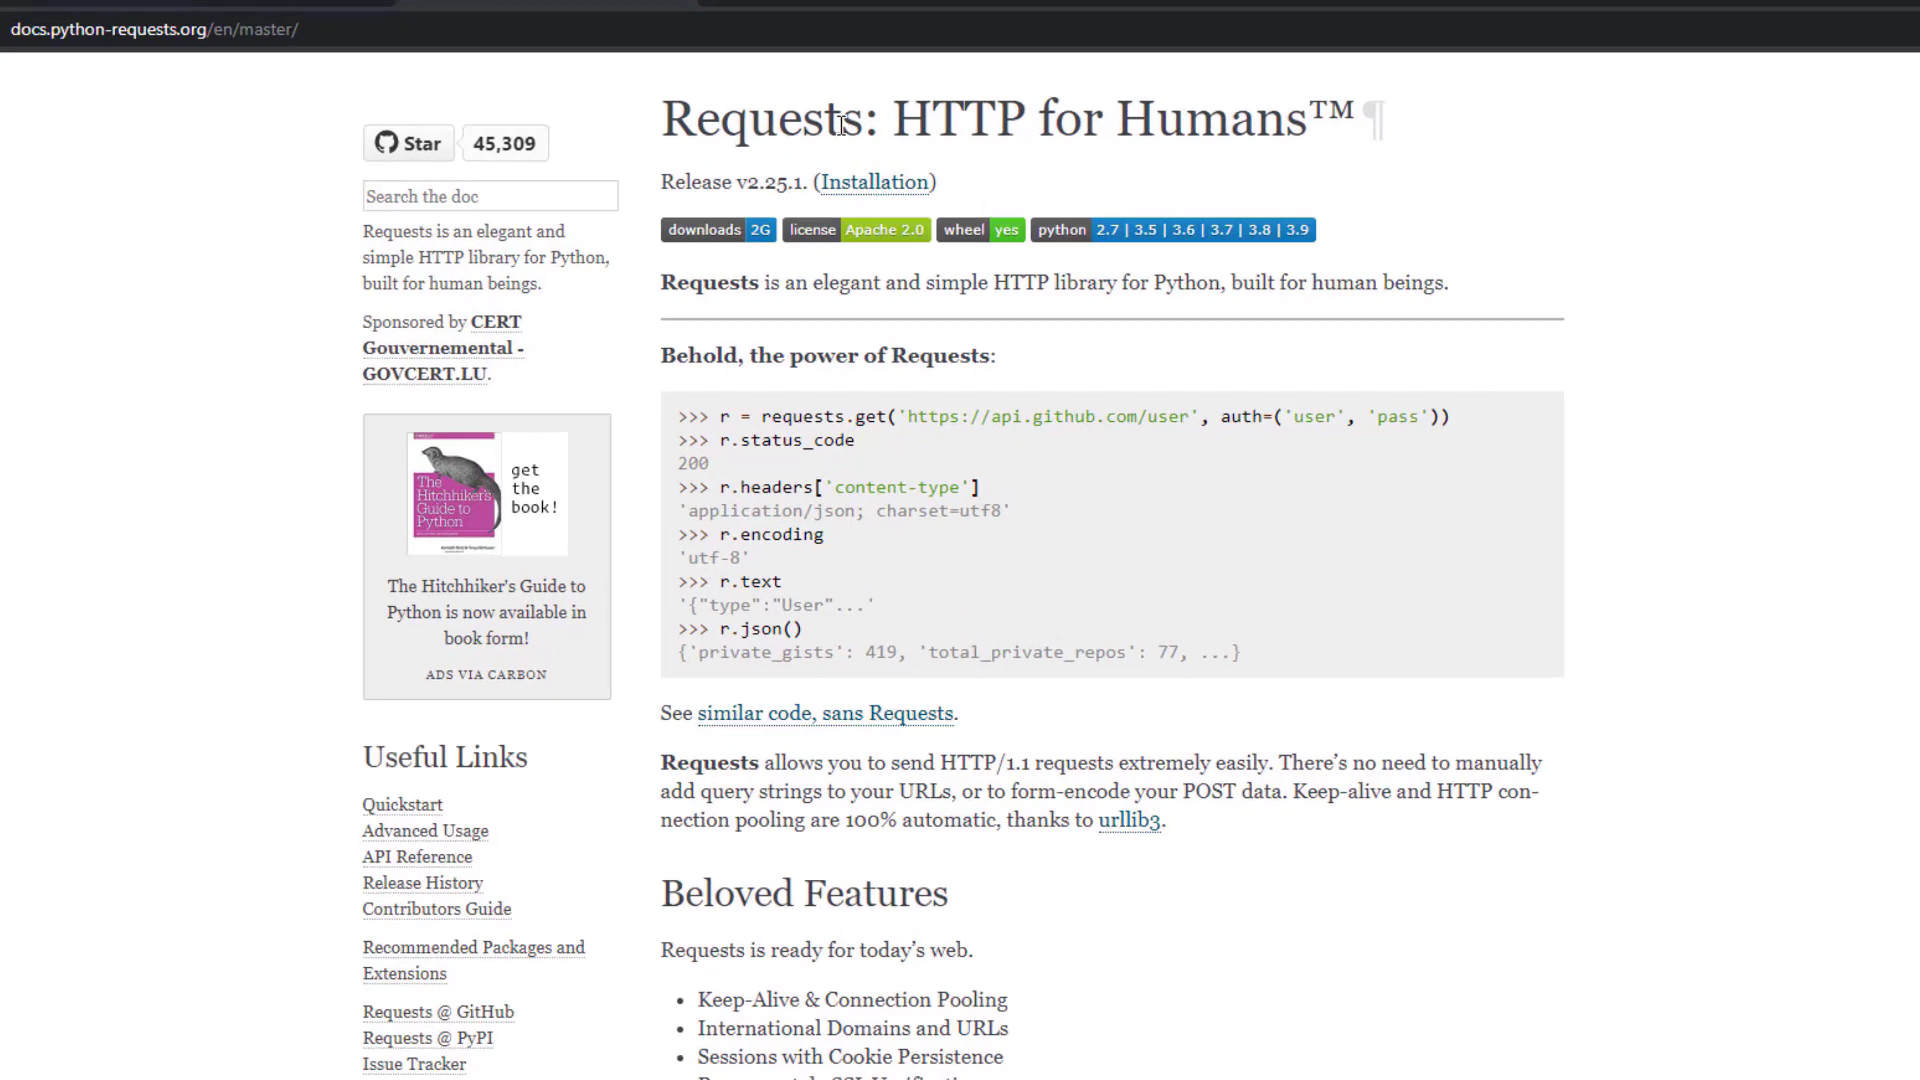 docs.python-requests.org/en/master/
Star
45,309
Search the doc
Requests is an elegant and
simple HTTP library for Python,
built for human beings.
Sponsored by CERT
Gouvernemental -
GOVCERT.LU.
The
Hitchhiker's
Guide to
Python
get
the
book!
The Hitchhiker's Guide to
Python is now available in
book form!
ADS VIA CARBON
Useful Links
Quickstart
Advanced Usage
API Reference
Release History
Contributors Guide
Recommended Packages and
Extensions
Requests @ GitHub
Requests @ PyPI
Issue Tracker
Requests: HTTP for Humans™¶
Release v2.25.1. (Installation)
downloads 2G license Apache 2.0 wheel yes python 2.7 | 3.5 | 3.6 | 3.7 | 3.8 | 3.9
Requests is an elegant and simple HTTP library for Python, built for human beings.
Behold, the power of Requests:
>>> r = requests.get('https://api.github.com/user', auth=('user', 'pass'))
>>> r.status_code
200
>>> r.headers['content-type']
'application/json; charset=utf8'
>>> r.encoding
'utf-8'
>>> r.text
'{"type":"User"...'
>>> r.json()
{'private_gists': 419, 'total_private_repos': 77, ...}
See similar code, sans Requests.
Requests allows you to send HTTP/1.1 requests extremely easily. There’s no need to manually
add query strings to your URLs, or to form-encode your POST data. Keep-alive and HTTP con-
nection pooling are 100% automatic, thanks to urllib3.
Beloved Features
Requests is ready for today’s web.
• Keep-Alive & Connection Pooling
• International Domains and URLs
• Sessions with Cookie Persistence